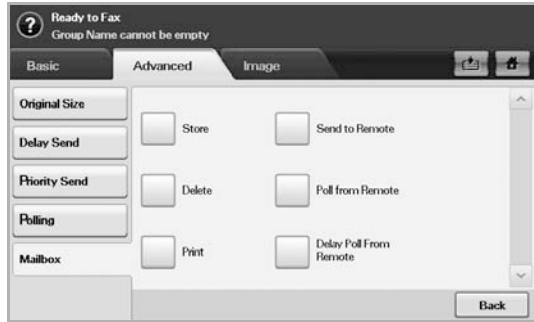 Ready to Fax
Group Name cannot be empty
Basic
Advanced
Image
Original Size
Delay Send
Priority Send
Polling
Mailbox
Store
Send to Remote
Delete
Poll from Remote
Print
Delay Poll From
Remote
Back